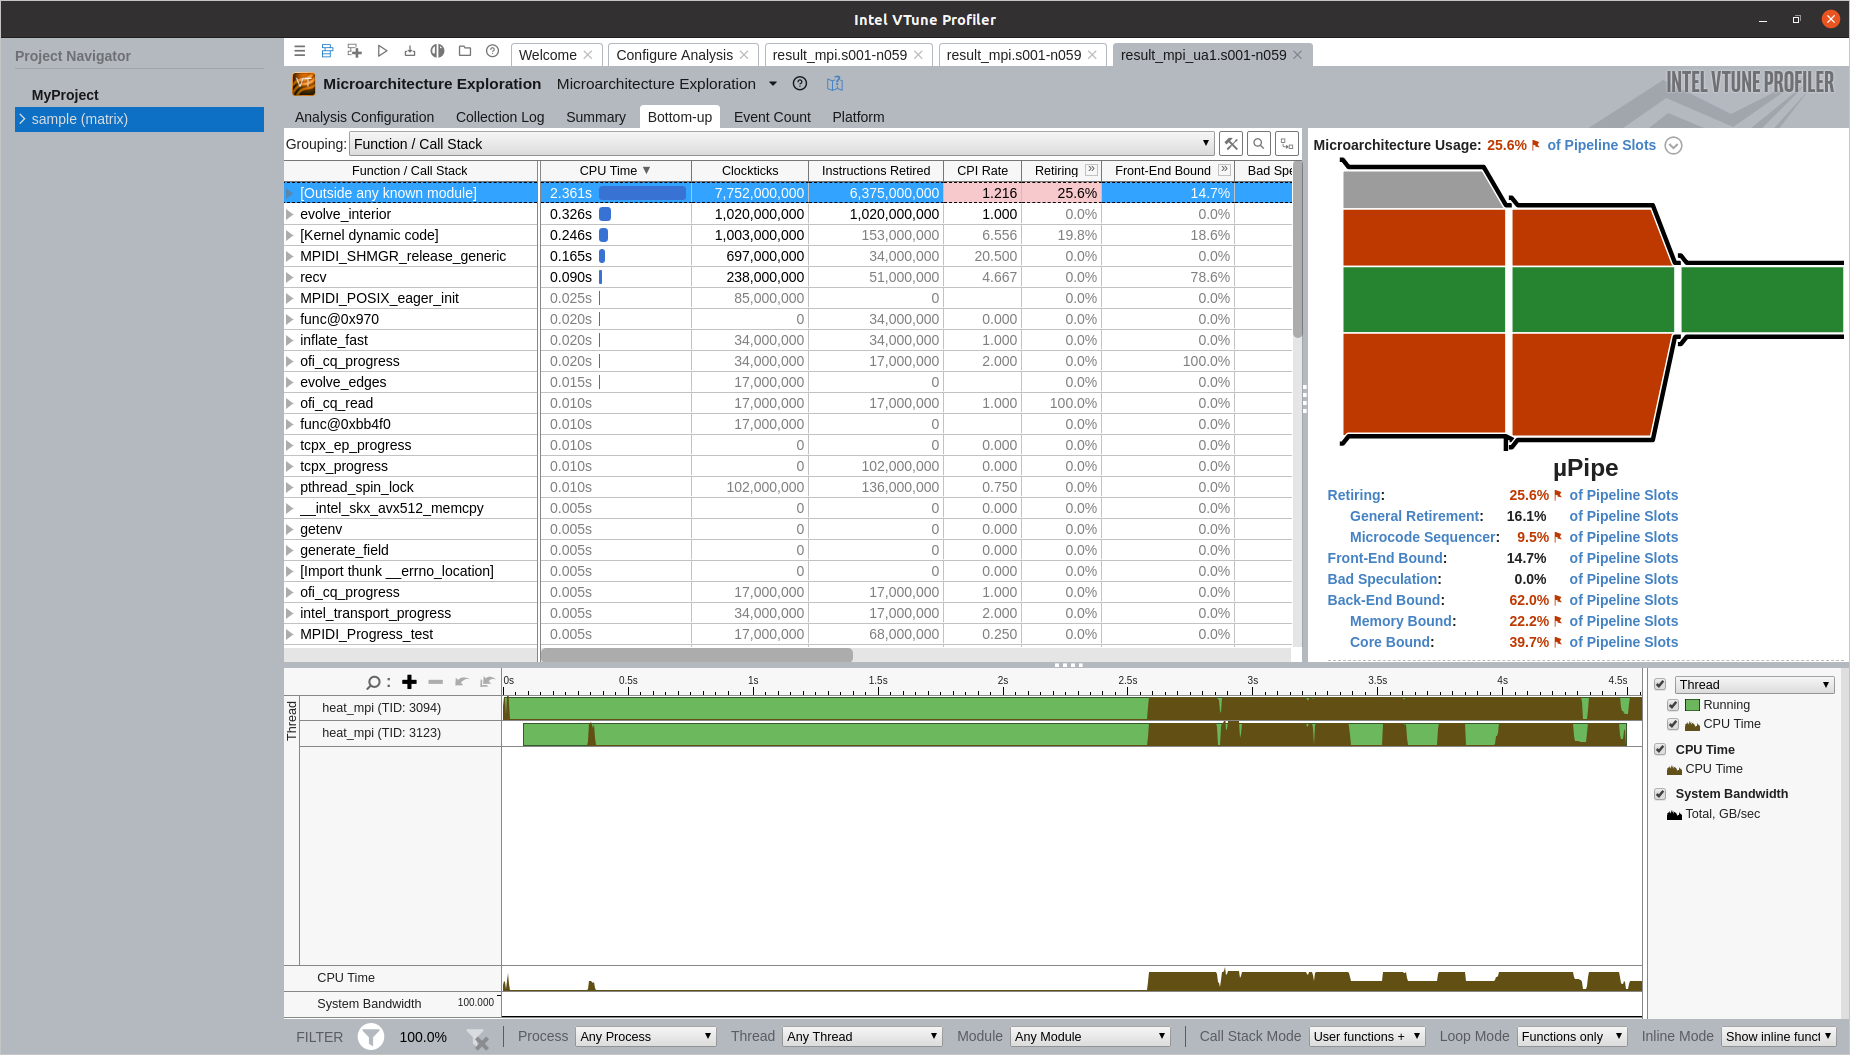 Intel VTune Profiler
Project Navigator
MyProject
sample (matrix)
Welcome
Configure Analysis
result_mpi.s001-n059
result_mpi.s001-n059
result_mpi_ua1.s001-n059
Microarchitecture Exploration Microarchitecture Exploration
INTEL VTUNE PROFILER
Analysis Configuration Collection Log Summary Bottom-up Event Count Platform
Grouping: Function / Call Stack
Function / Call Stack CPU Time Clockticks Instructions Retired CPI Rate Retiring Front-End Bound Bad Spe
[Outside any known module] 2.361s 7,752,000,000 6,375,000,000 1.216 25.6% 14.7%
evolve_interior 0.326s 1,020,000,000 1,020,000,000 1.000 0.0% 0.0%
[Kernel dynamic code] 0.246s 1,003,000,000 153,000,000 6.556 19.8% 18.6%
MPIDI_SHMGR_release_generic 0.165s 697,000,000 34,000,000 20.500 0.0% 0.0%
recv 0.090s 238,000,000 51,000,000 4.667 0.0% 78.6%
MPIDI_POSIX_eager_init 0.025s 85,000,000 0 0.0% 0.0%
func@0x970 0.020s 0 34,000,000 0.000 0.0% 0.0%
inflate_fast 0.020s 34,000,000 34,000,000 1.000 0.0% 0.0%
ofi_cq_progress 0.020s 34,000,000 17,000,000 2.000 0.0% 100.0%
evolve_edges 0.015s 17,000,000 0 0.0% 0.0%
ofi_cq_read 0.010s 17,000,000 17,000,000 1.000 100.0% 0.0%
func@0xbb4f0 0.010s 17,000,000 0 0.0% 0.0%
tcpx_ep_progress 0.010s 0 0 0.000 0.0% 0.0%
tcpx_progress 0.010s 0 102,000,000 0.000 0.0% 0.0%
pthread_spin_lock 0.010s 102,000,000 136,000,000 0.750 0.0% 0.0%
__intel_skx_avx512_memcpy 0.005s 0 0 0.000 0.0% 0.0%
getenv 0.005s 0 0 0.000 0.0% 0.0%
generate_field 0.005s 0 0 0.000 0.0% 0.0%
[Import thunk __errno_location] 0.005s 0 0 0.000 0.0% 0.0%
ofi_cq_progress 0.005s 17,000,000 17,000,000 1.000 0.0% 0.0%
intel_transport_progress 0.005s 34,000,000 17,000,000 2.000 0.0% 0.0%
MPIDI_Progress_test 0.005s 17,000,000 68,000,000 0.250 0.0% 0.0%
Microarchitecture Usage: 25.6% of Pipeline Slots
µPipe
Retiring: 25.6% of Pipeline Slots
General Retirement: 16.1% of Pipeline Slots
Microcode Sequencer: 9.5% of Pipeline Slots
Front-End Bound: 14.7% of Pipeline Slots
Bad Speculation: 0.0% of Pipeline Slots
Back-End Bound: 62.0% of Pipeline Slots
Memory Bound: 22.2% of Pipeline Slots
Core Bound: 39.7% of Pipeline Slots
0s 0.5s 1s 1.5s 2s 2.5s 3s 3.5s 4s 4.5s
Thread
heat_mpi (TID: 3094)
heat_mpi (TID: 3123)
CPU Time
System Bandwidth 100.000
Thread
Running
CPU Time
CPU Time
CPU Time
System Bandwidth
Total, GB/sec
FILTER 100.0% Process Any Process Thread Any Thread Module Any Module Call Stack Mode User functions + Loop Mode Functions only Inline Mode Show inline funct